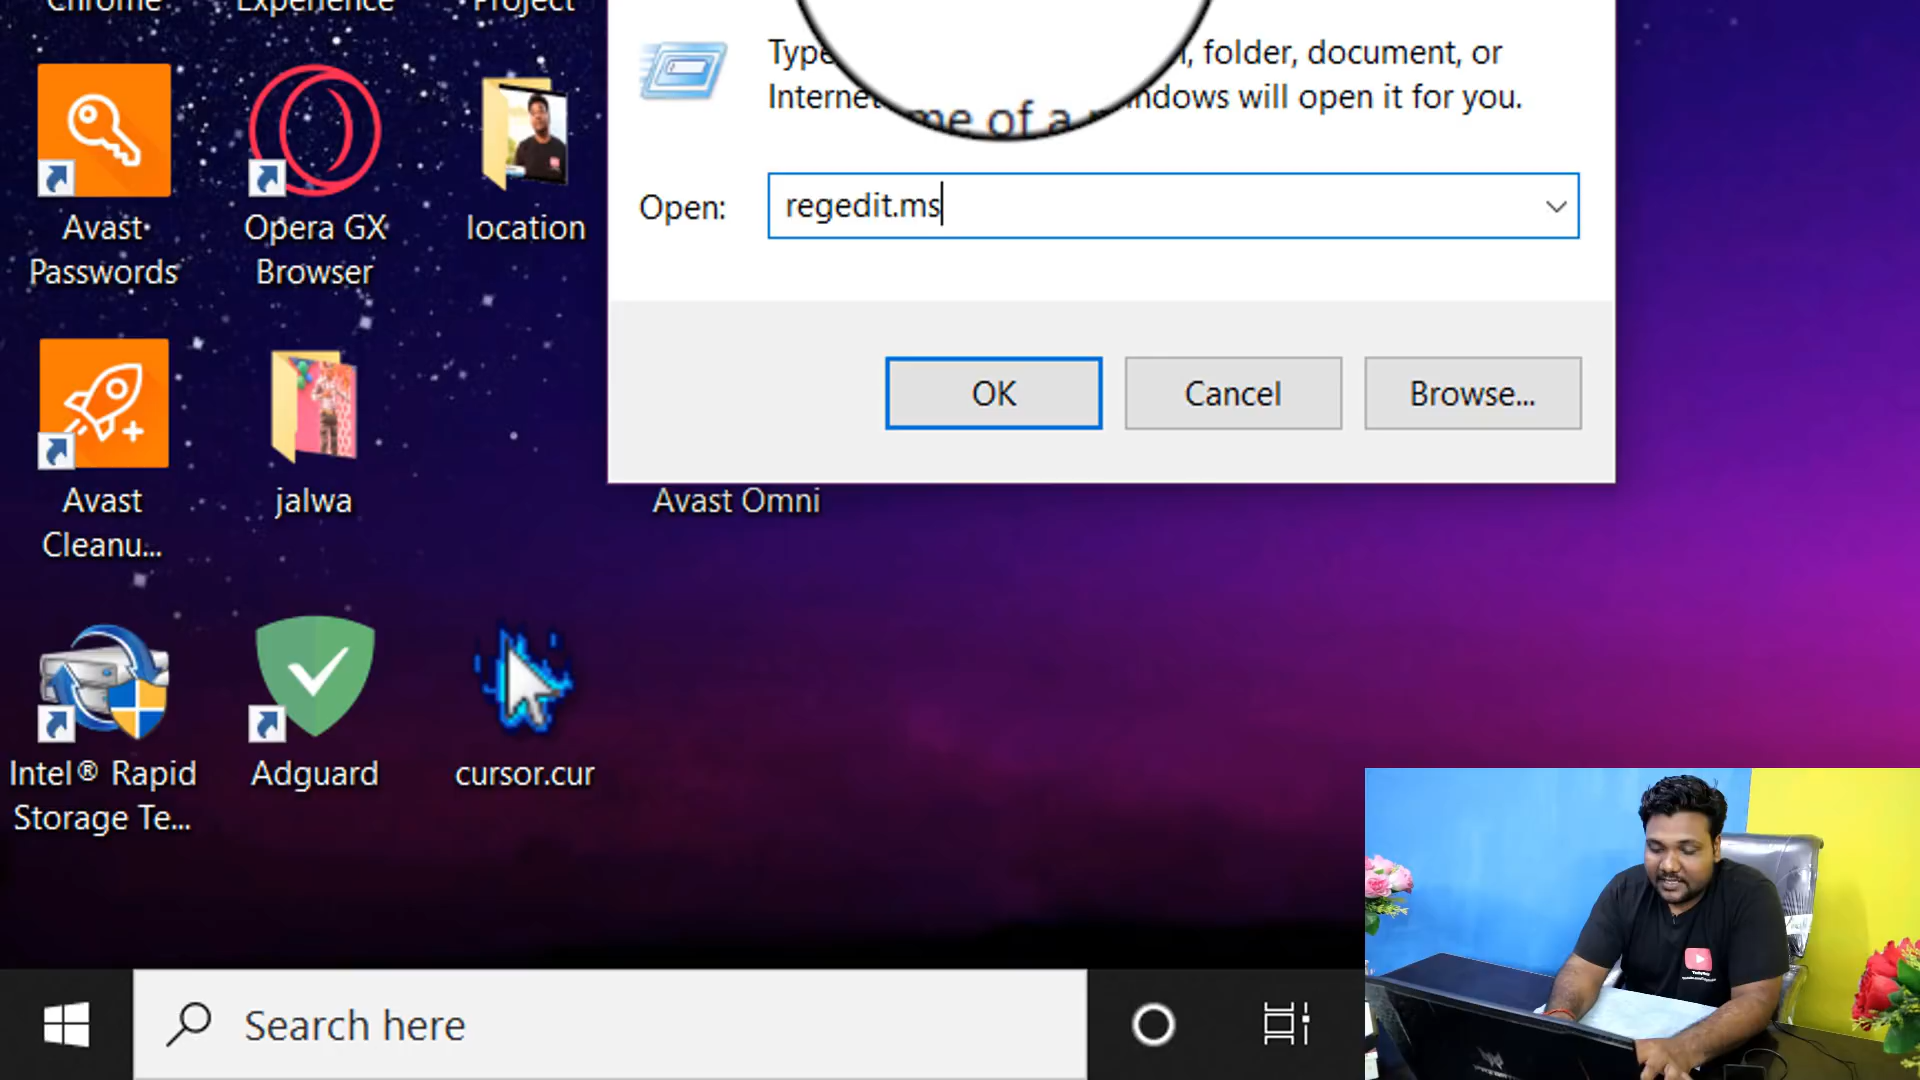 Chrome
Experience
Project
Type
, folder, document, or
Internet
ndows will open it for you.
me of a
Open:
regedit.ms
OK
Cancel
Browse...
Avast
Passwords
Opera GX
Browser
location
Avast
Cleanu...
jalwa
Avast Omni
Intel® Rapid
Storage Te...
Adguard
cursor.cur
Search here